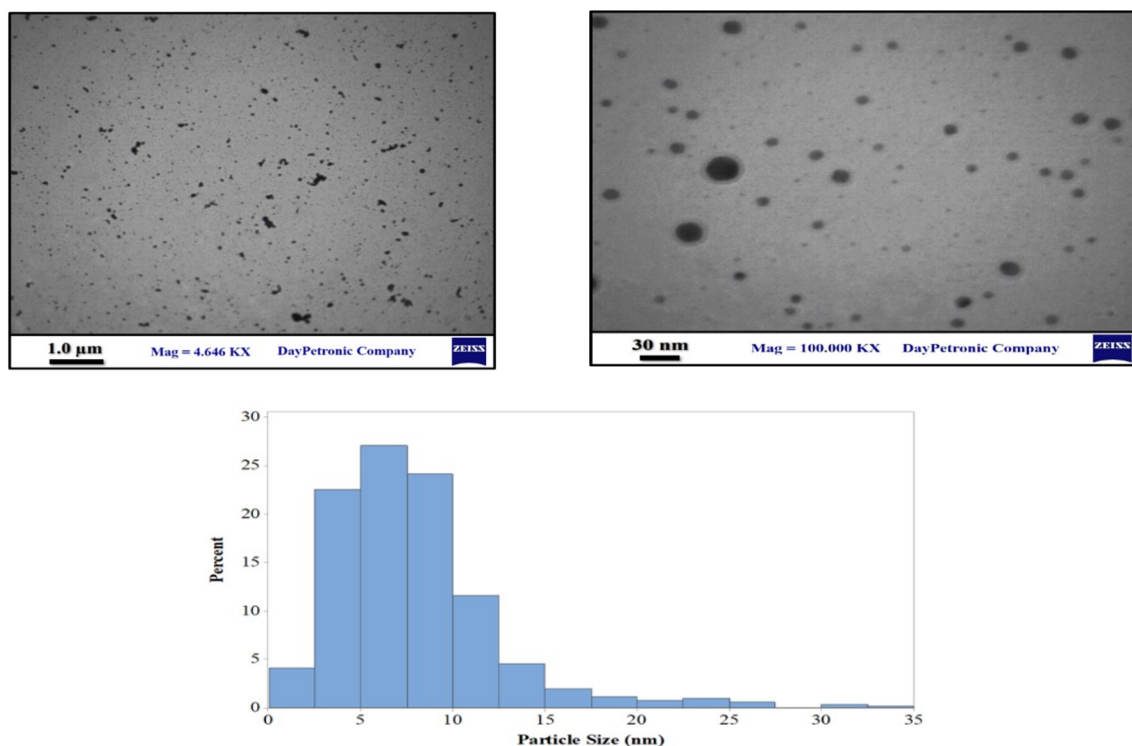 1.0 µm Mag = 4.646 KX DayPetronic Company ZEISS
30 nm Mag = 100.000 KX DayPetronic Company ZEISS
30
25
20
15
10
5
0
Percent
0 5 10 15 20 25 30 35
Particle Size (nm)